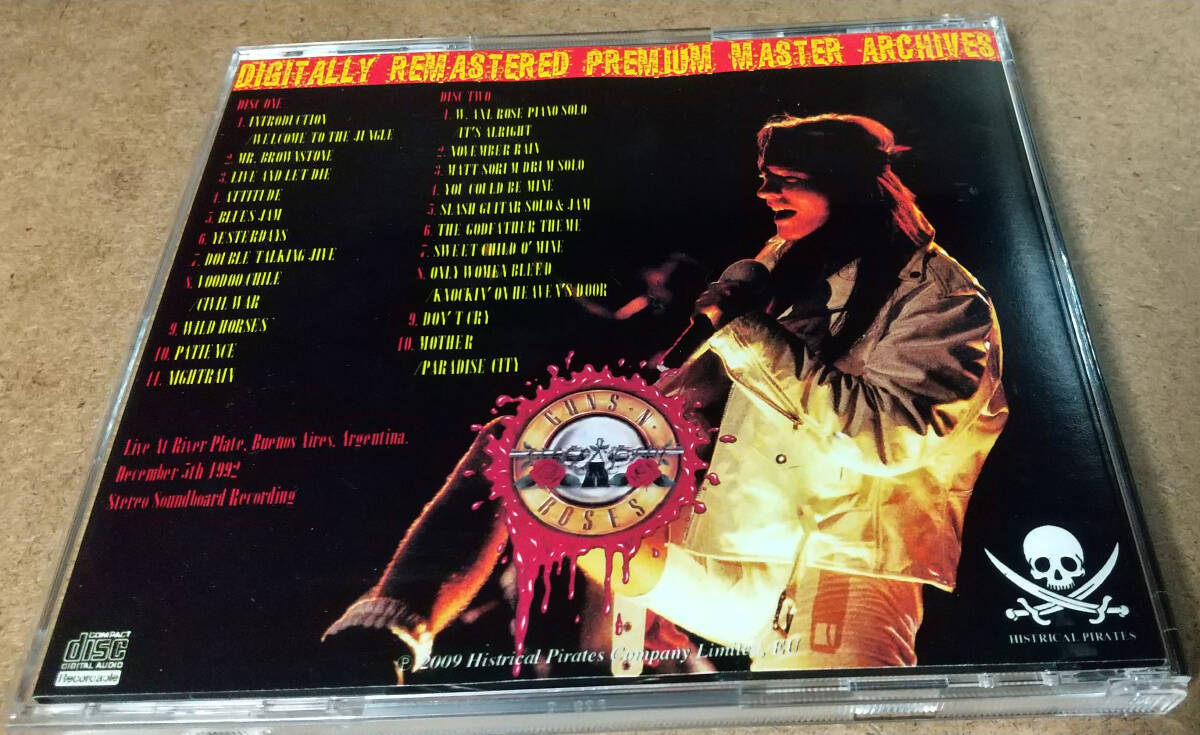 DIGITALLY REMASTERED PREMIUM MASTER ARCHIVES
DISC ONE
1. INTRODUCTION
/WELCOME TO THE JUNGLE
2. MR. BROWNSTONE
3. LIVE AND LET DIE
4. ATTITUDE
5. BLUES JAM
6. YESTERDAYS
7. DOUBLE TALKING JIVE
8. VOODOO CHILE
/CIVIL WAR
9. WILD HORSES
10. PATIENCE
11. NIGHTRAIN
DISC TWO
1. W. AXL ROSE PIANO SOLO
/IT'S ALRIGHT
2. NOVEMBER RAIN
3. MATT SORUM DRUM SOLO
4. YOU COULD BE MINE
5. SLASH GUITAR SOLO & JAM
6. THE GODFATHER THEME
7. SWEET CHILD O' MINE
8. ONLY WOMEN BLEED
/KNOCKIN' ON HEAVEN'S DOOR
9. DON'T CRY
10. MOTHER
/PARADISE CITY
Live At River Plate, Buenos Aires, Argentina.
December 5th 1992
Stereo Soundboard Recording
GUNS N'
ROSES
HISTRICAL PIRATES
COMPACT
disc
DIGITAL AUDIO
Recordable
℗ 2009 Histrical Pirates Company Limited, EU